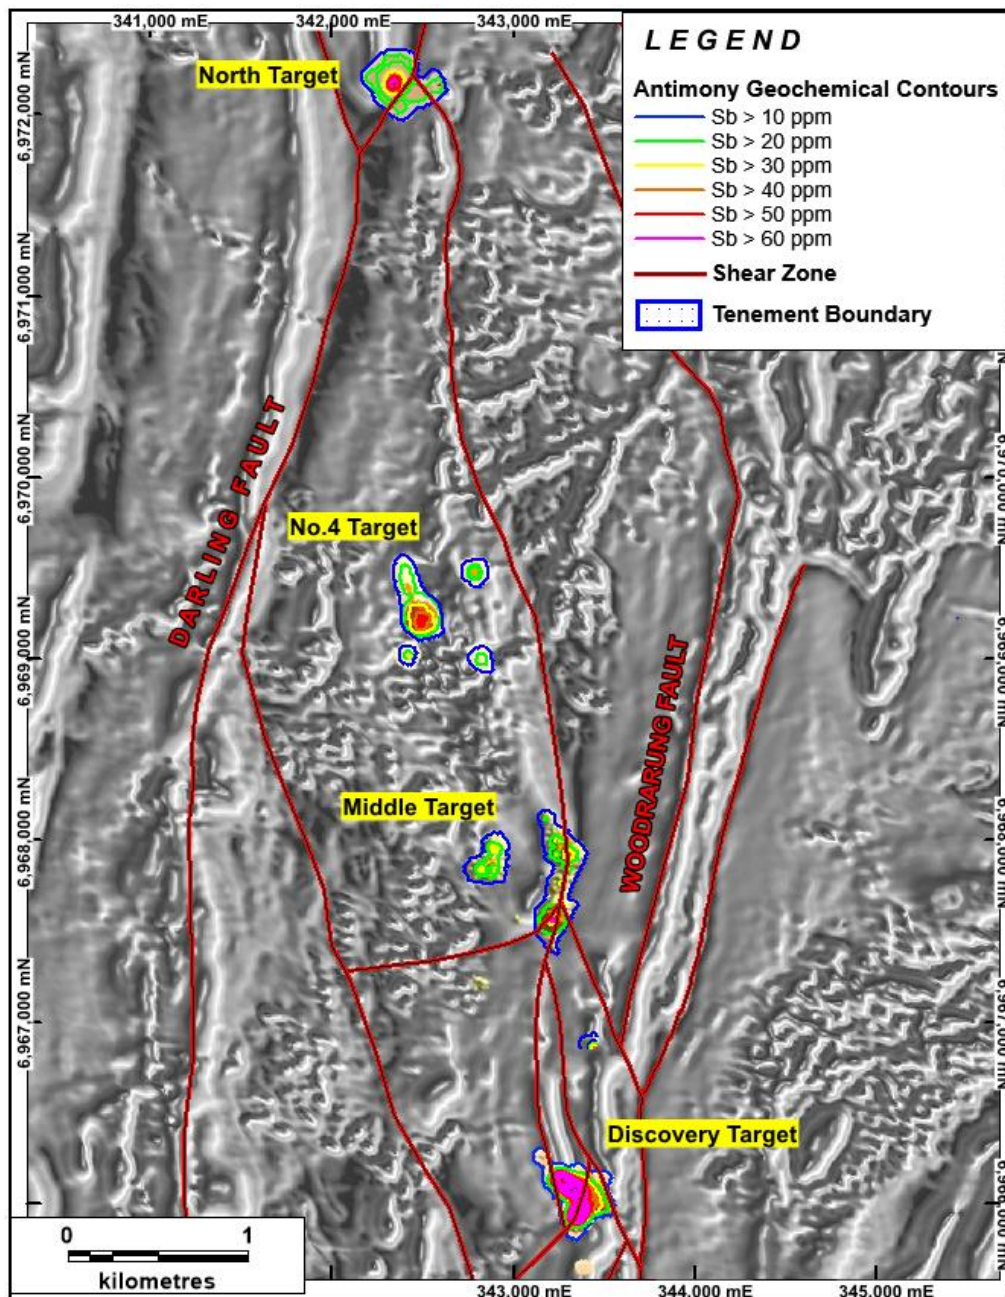 341,000 mE
342,000 mE
343,000 mE
L E G E N D
Antimony Geochemical Contours
Sb > 10 ppm
Sb > 20 ppm
Sb > 30 ppm
Sb > 40 ppm
Sb > 50 ppm
Sb > 60 ppm
Shear Zone
Tenement Boundary
North Target
6,972,000 mN
6,971,000 mN
6,970,000 mN
6,969,000 mN
6,968,000 mN
6,967,000 mN
DARLING FAULT
No.4 Target
WOODRARUNG FAULT
Middle Target
Discovery Target
0 1
kilometres
343,000 mE
344,000 mE
345,000 mE